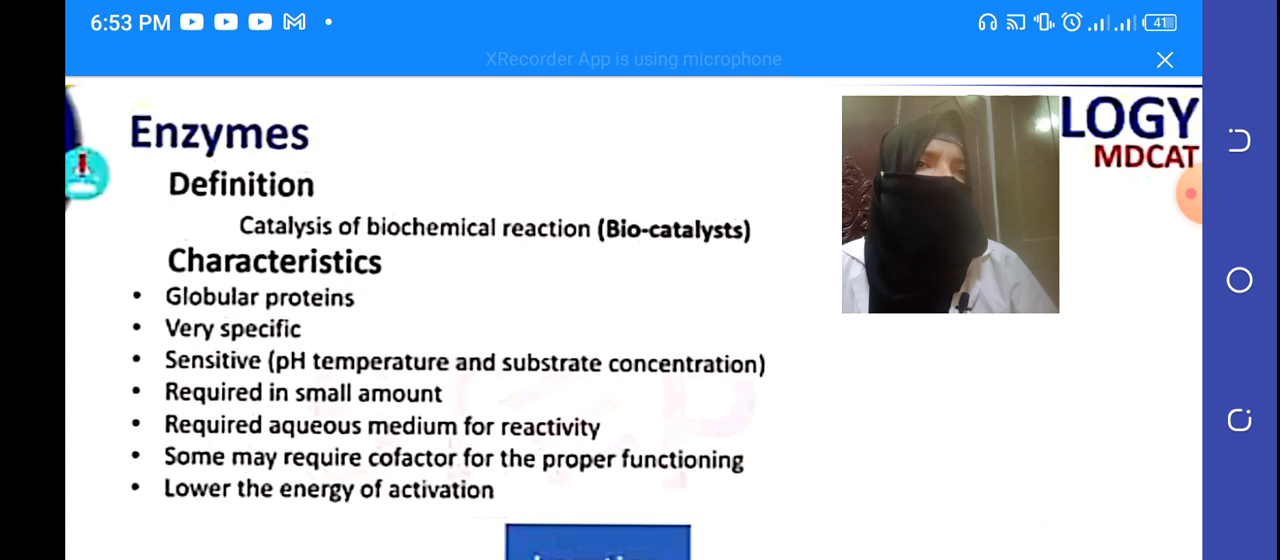 6:53 PM
41
XRecorder App is using microphone
LOGY
MDCAT
Enzymes
Definition
Catalysis of biochemical reaction (Bio-catalysts)
Characteristics
• Globular proteins
• Very specific
• Sensitive (pH temperature and substrate concentration)
• Required in small amount
• Required aqueous medium for reactivity
• Some may require cofactor for the proper functioning
• Lower the energy of activation